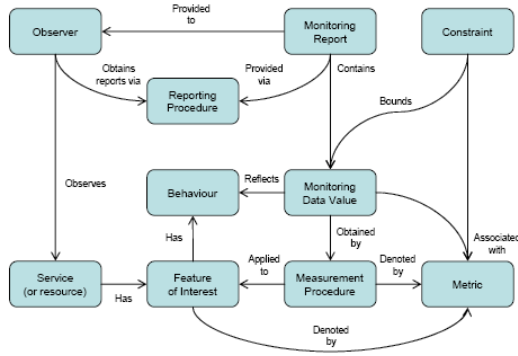 Provided
to
Observer
Monitoring
Report
Constraint
Obtains
reports via
Provided
via
Contains
Reporting
Procedure
Bounds
Observes
Behaviour
Reflects
Monitoring
Data Value
Has
Obtained
by
Associated
with
Service
(or resource)
Has
Feature
of Interest
Applied
to
Measurement
Procedure
Denoted
by
Metric
Denoted
by